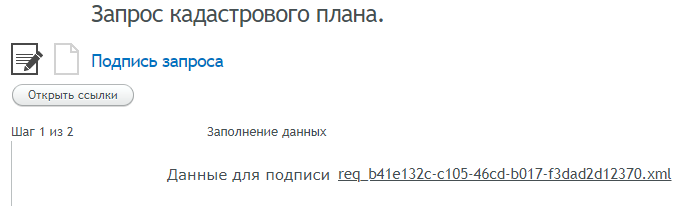 Запрос кадастрового плана.
Подпись запроса
Открыть ссылки
Шаг 1 из 2 Заполнение данных
Данные для подписи req_b41e132c-c105-46cd-b017-f3dad2d12370.xml